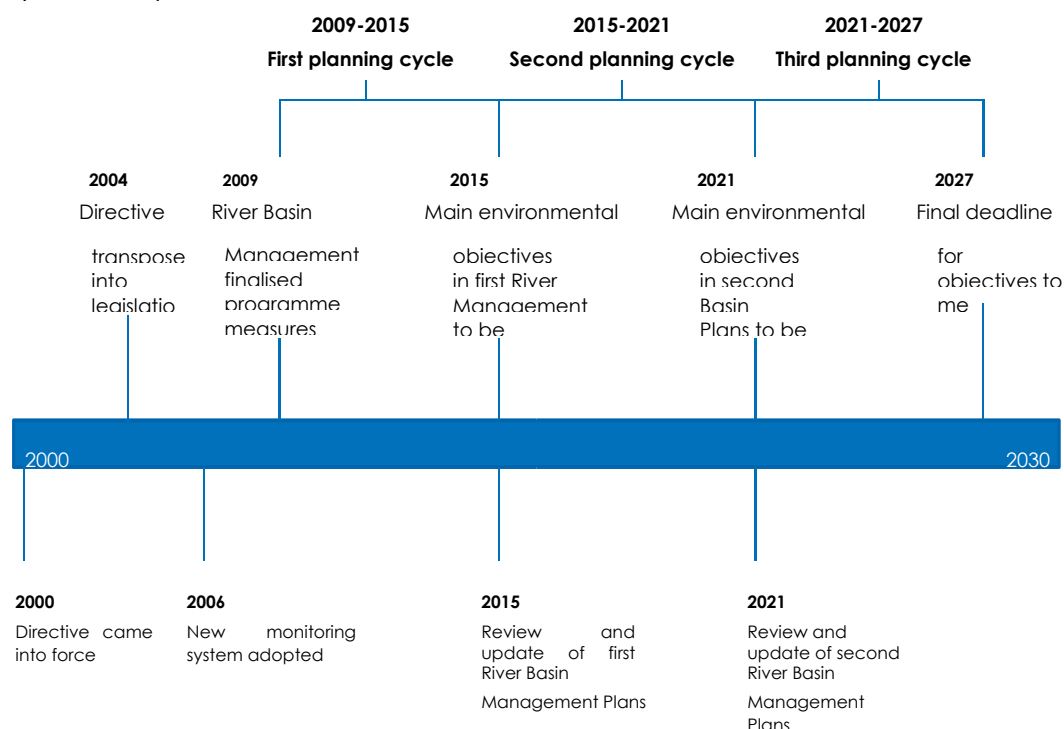 2009-2015
First planning cycle
2015-2021
Second planning cycle
2021-2027
Third planning cycle
2004
Directive
transpose
into
legislatio
2009
River Basin
Management
finalised
programme
measures
2015
Main environmental
objectives
in first River
Management
to be
2021
Main environmental
objectives
in second
Basin
Plans to be
2027
Final deadline
for
objectives to
me
2000
2030
2000
Directive came
into force
2006
New monitoring
system adopted
2015
Review and
update of first
River Basin
Management Plans
2021
Review and
update of second
River Basin
Management
Plans